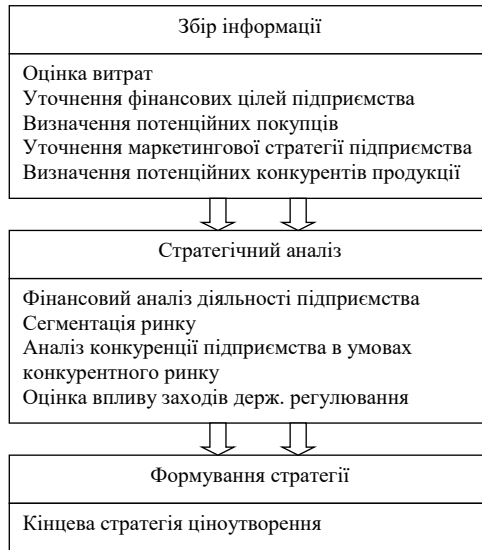 Збір інформації
Оцінка витрат
Уточнення фінансових цілей підприємства
Визначення потенційних покупців
Уточнення маркетингової стратегії підприємства
Визначення потенційних конкурентів продукції
Стратегічний аналіз
Фінансовий аналіз діяльності підприємства
Сегментація ринку
Аналіз конкуренції підприємства в умовах
конкурентного ринку
Оцінка впливу заходів держ. регулювання
Формування стратегії
Кінцева стратегія ціноутворення